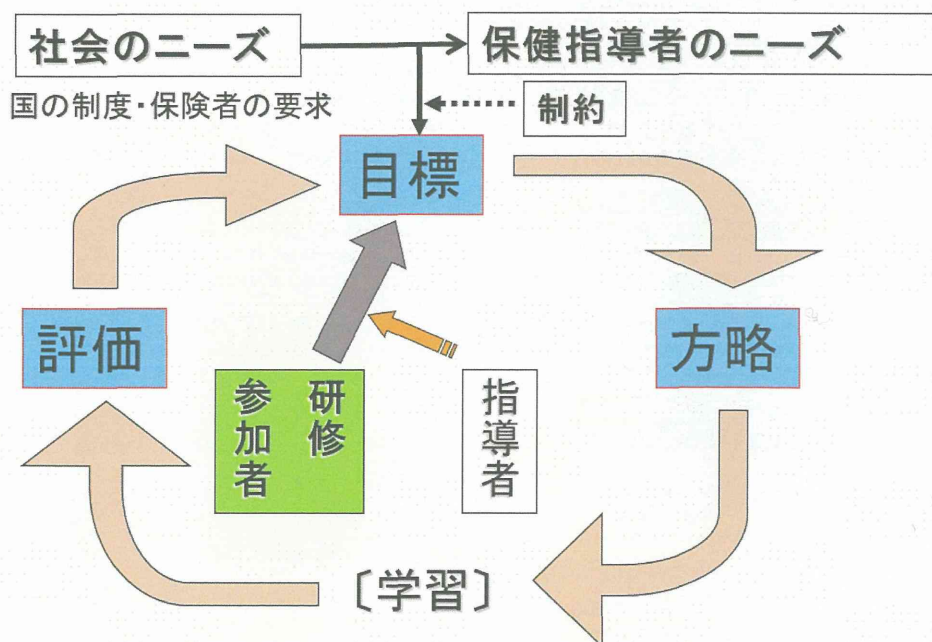 社会のニーズ
保健指導者のニーズ
国の制度・保険者の要求
制約
目標
評価
方略
研修
参加者
指導者
〔学習〕